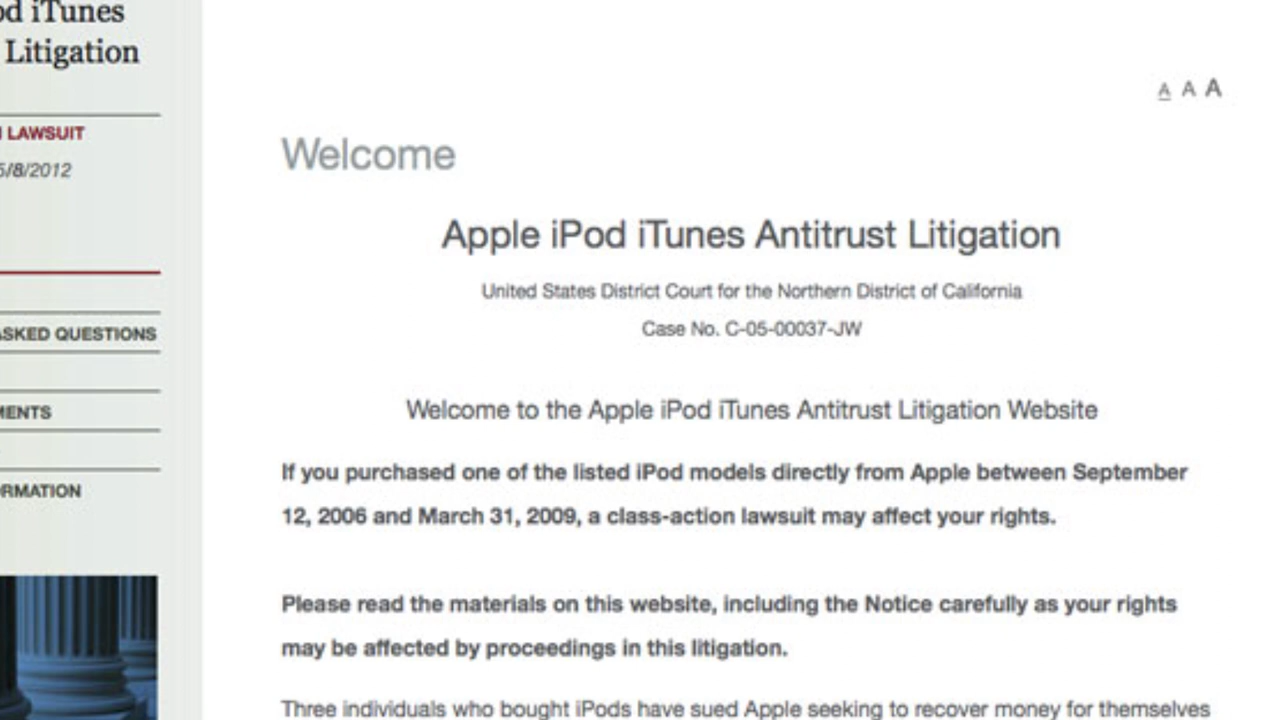 od iTunes
Litigation
LAWSUIT
5/8/2012
ASKED QUESTIONS
MENTS
RMATION
A A A
Welcome
Apple iPod iTunes Antitrust Litigation
United States District Court for the Northern District of California
Case No. C-05-00037-JW
Welcome to the Apple iPod iTunes Antitrust Litigation Website
If you purchased one of the listed iPod models directly from Apple between September
12, 2006 and March 31, 2009, a class-action lawsuit may affect your rights.
Please read the materials on this website, including the Notice carefully as your rights
may be affected by proceedings in this litigation.
Three individuals who bought iPods have sued Apple seeking to recover money for themselves